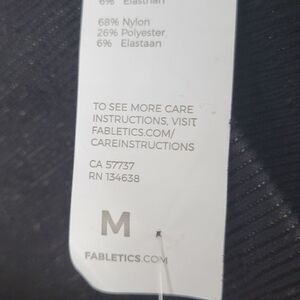 6% Elasthan
68% Nylon
26% Polyester
6% Elastaan
TO SEE MORE CARE
INSTRUCTIONS, VISIT
FABLETICS.COM/
CAREINSTRUCTIONS
CA 57737
RN 134638
M
FABLETICS.COM